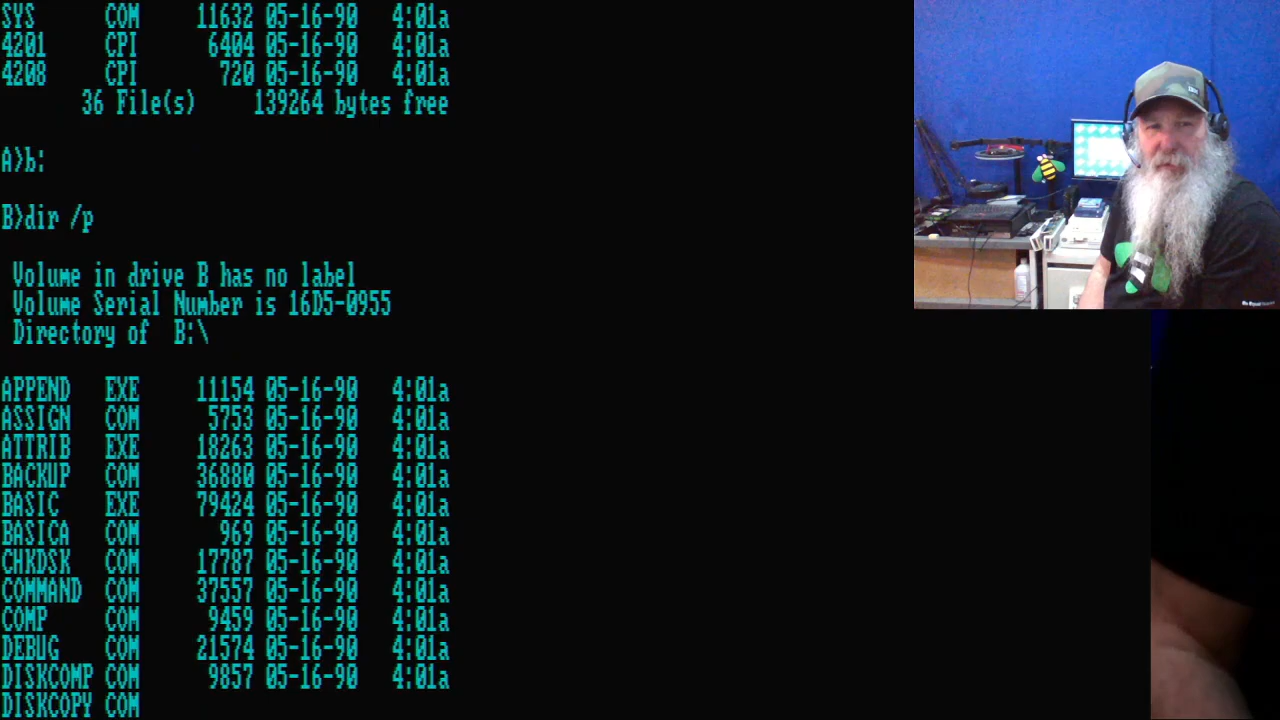 SYS COM 11632 05-16-90 4:01a
4201 CPI 6404 05-16-90 4:01a
4208 CPI 720 05-16-90 4:01a
36 File(s) 139264 bytes free
A>b:
B>dir /p
Volume in drive B has no label
Volume Serial Number is 16D5-0955
Directory of B:\
APPEND EXE 11154 05-16-90 4:01a
ASSIGN COM 5753 05-16-90 4:01a
ATTRIB EXE 18263 05-16-90 4:01a
BACKUP COM 36880 05-16-90 4:01a
BASIC EXE 79424 05-16-90 4:01a
BASICA COM 969 05-16-90 4:01a
CHKDSK COM 17787 05-16-90 4:01a
COMMAND COM 37557 05-16-90 4:01a
COMP COM 9459 05-16-90 4:01a
DEBUG COM 21574 05-16-90 4:01a
DISKCOMP COM 9857 05-16-90 4:01a
DISKCOPY COM